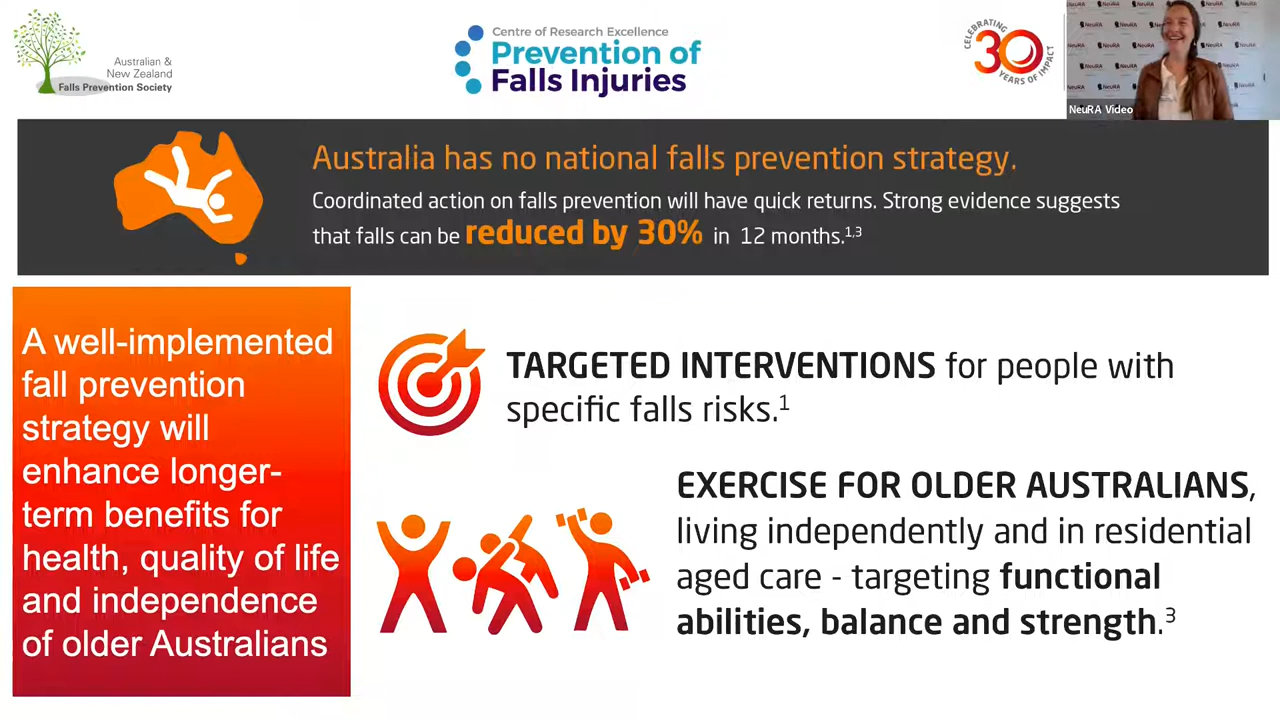 Australian &
New Zealand
Falls Prevention Society
Centre of Research Excellence
Prevention of
Falls Injuries
CELEBRATING
30
YEARS OF IMPACT
NeuRA Video
Australia has no national falls prevention strategy.
Coordinated action on falls prevention will have quick returns. Strong evidence suggests
that falls can be reduced by 30% in 12 months.1,3
A well-implemented
fall prevention
strategy will
enhance longer-
term benefits for
health, quality of life
and independence
of older Australians
TARGETED INTERVENTIONS for people with
specific falls risks.1
EXERCISE FOR OLDER AUSTRALIANS,
living independently and in residential
aged care - targeting functional
abilities, balance and strength.3